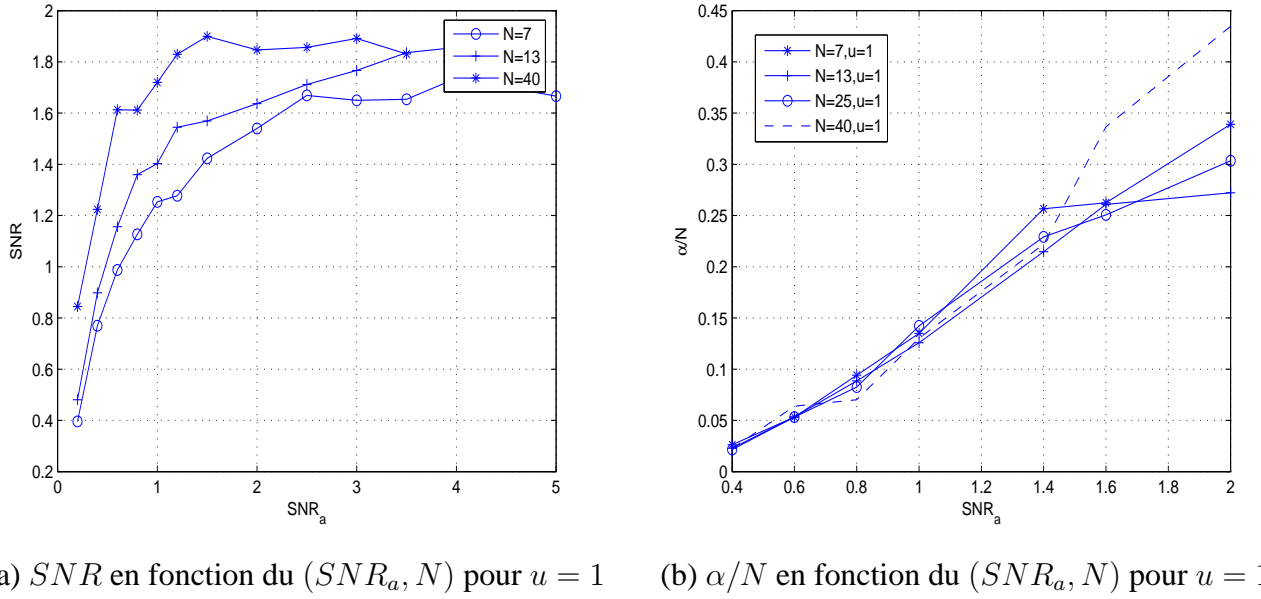 2
1.8
1.6
1.4
1.2
1
0.8
0.6
0.4
0.2
SNR
0 1 2 3 4 5
SNR_a
N=7
N=13
N=40
0.45
0.4
0.35
0.3
0.25
0.2
0.15
0.1
0.05
0
α/N
0.4 0.6 0.8 1 1.2 1.4 1.6 1.8 2
SNR_a
N=7,u=1
N=13,u=1
N=25,u=1
N=40,u=1
a) SNR en fonction du (SNR_a, N) pour u = 1
(b) α/N en fonction du (SNR_a, N) pour u = 1